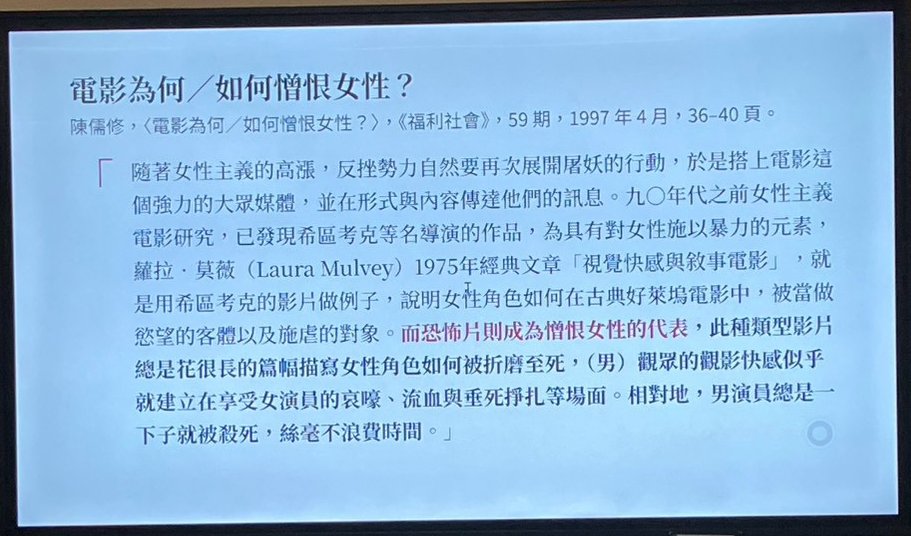 電影為何／如何憎恨女性？
陳儒修，〈電影為何／如何憎恨女性？〉，《福利社會》，59 期，1997 年 4 月，36–40 頁。
「隨著女性主義的高漲，反挫勢力自然要再次展開屠妖的行動，於是搭上電影這
個強力的大眾媒體，並在形式與內容傳達他們的訊息。九〇年代之前女性主義
電影研究，已發現希區考克等名導演的作品，為具有對女性施以暴力的元素，
蘿拉．莫薇（Laura Mulvey）1975年經典文章「視覺快感與敘事電影」，就
是用希區考克的影片做例子，說明女性角色如何在古典好萊塢電影中，被當做
慾望的客體以及施虐的對象。而恐怖片則成為憎恨女性的代表，此種類型影片
總是花很長的篇幅描寫女性角色如何被折磨至死，（男）觀眾的觀影快感似乎
就建立在享受女演員的哀嚎、流血與垂死掙扎等場面。相對地，男演員總是一
下子就被殺死，絲毫不浪費時間。」